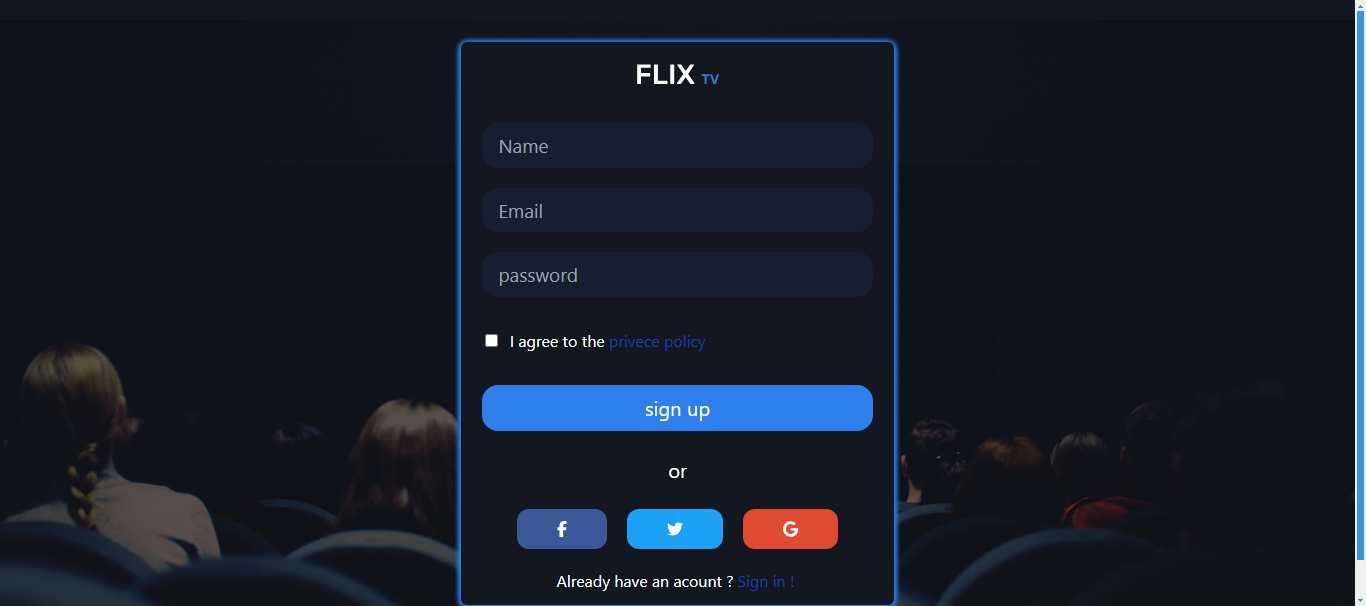 FLIX TV
Name
Email
password
I agree to the privece policy
sign up
or
Already have an acount ? Sign in !